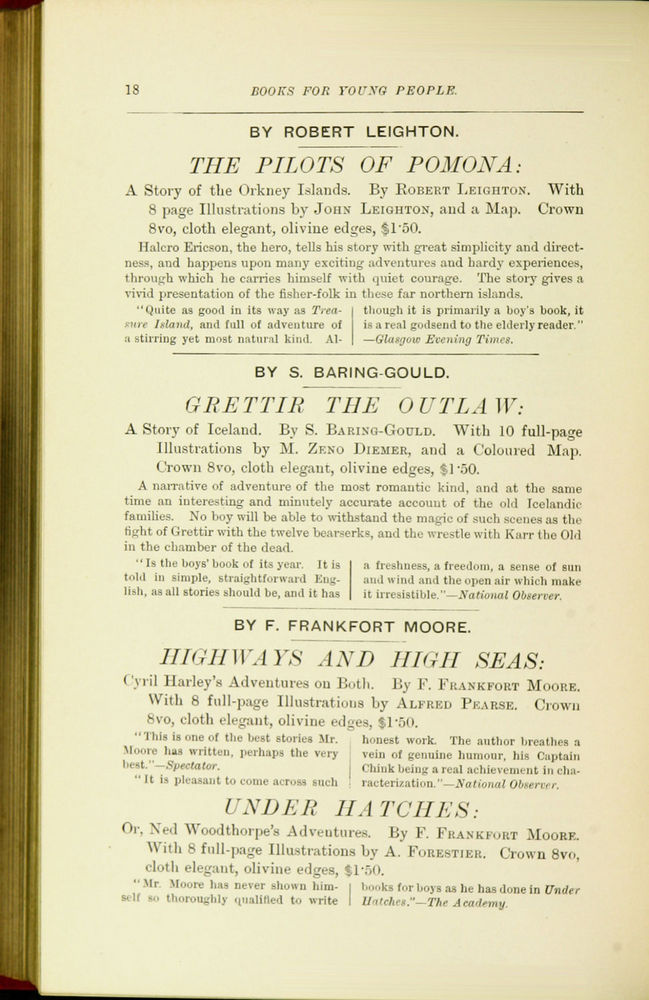 18 BOOKS FOR YOUNG PEOPLE.
BY ROBERT LEIGHTON.
THE PILOTS OF POMONA:
A Story of the Orkney Islands. By ROBERT LEIGHTON. With
8 page Illustrations by JOHN LEIGHTON, and a Map. Crown
8vo, cloth elegant, olivine edges, $1·50.
Halcro Ericson, the hero, tells his story with great simplicity and direct-
ness, and happens upon many exciting adventures and hardy experiences,
through which he carries himself with quiet courage. The story gives a
vivid presentation of the fisher-folk in these far northern islands.
"Quite as good in its way as Trea-
sure Island, and full of adventure of
a stirring yet most natural kind. Al-
though it is primarily a boy's book, it
is a real godsend to the elderly reader."
—Glasgow Evening Times.
BY S. BARING-GOULD.
GRETTIR THE OUTLAW:
A Story of Iceland. By S. BARING-GOULD. With 10 full-page
Illustrations by M. ZENO DIEMER, and a Coloured Map.
Crown 8vo, cloth elegant, olivine edges, $1·50.
A narrative of adventure of the most romantic kind, and at the same
time an interesting and minutely accurate account of the old Icelandic
families. No boy will be able to withstand the magic of such scenes as the
fight of Grettir with the twelve bearserks, and the wrestle with Karr the Old
in the chamber of the dead.
"Is the boys' book of its year. It is
told in simple, straightforward Eng-
lish, as all stories should be, and it has
a freshness, a freedom, a sense of sun
and wind and the open air which make
it irresistible."—National Observer.
BY F. FRANKFORT MOORE.
HIGHWAYS AND HIGH SEAS:
Cyril Harley's Adventures on Both. By F. FRANKFORT MOORE.
With 8 full-page Illustrations by ALFRED PEARSE. Crown
8vo, cloth elegant, olivine edges, $1·50.
"This is one of the best stories Mr.
Moore has written, perhaps the very
best."—Spectator.
"It is pleasant to come across such
honest work. The author breathes a
vein of genuine humour, his Captain
Chink being a real achievement in cha-
racterization."—National Observer.
UNDER HATCHES:
Or, Ned Woodthorpe's Adventures. By F. FRANKFORT MOORE.
With 8 full-page Illustrations by A. FORESTIER. Crown 8vo,
cloth elegant, olivine edges, $1·50.
"Mr. Moore has never shown him-
self so thoroughly qualified to write
books for boys as he has done in Under
Hatches."—The Academy.